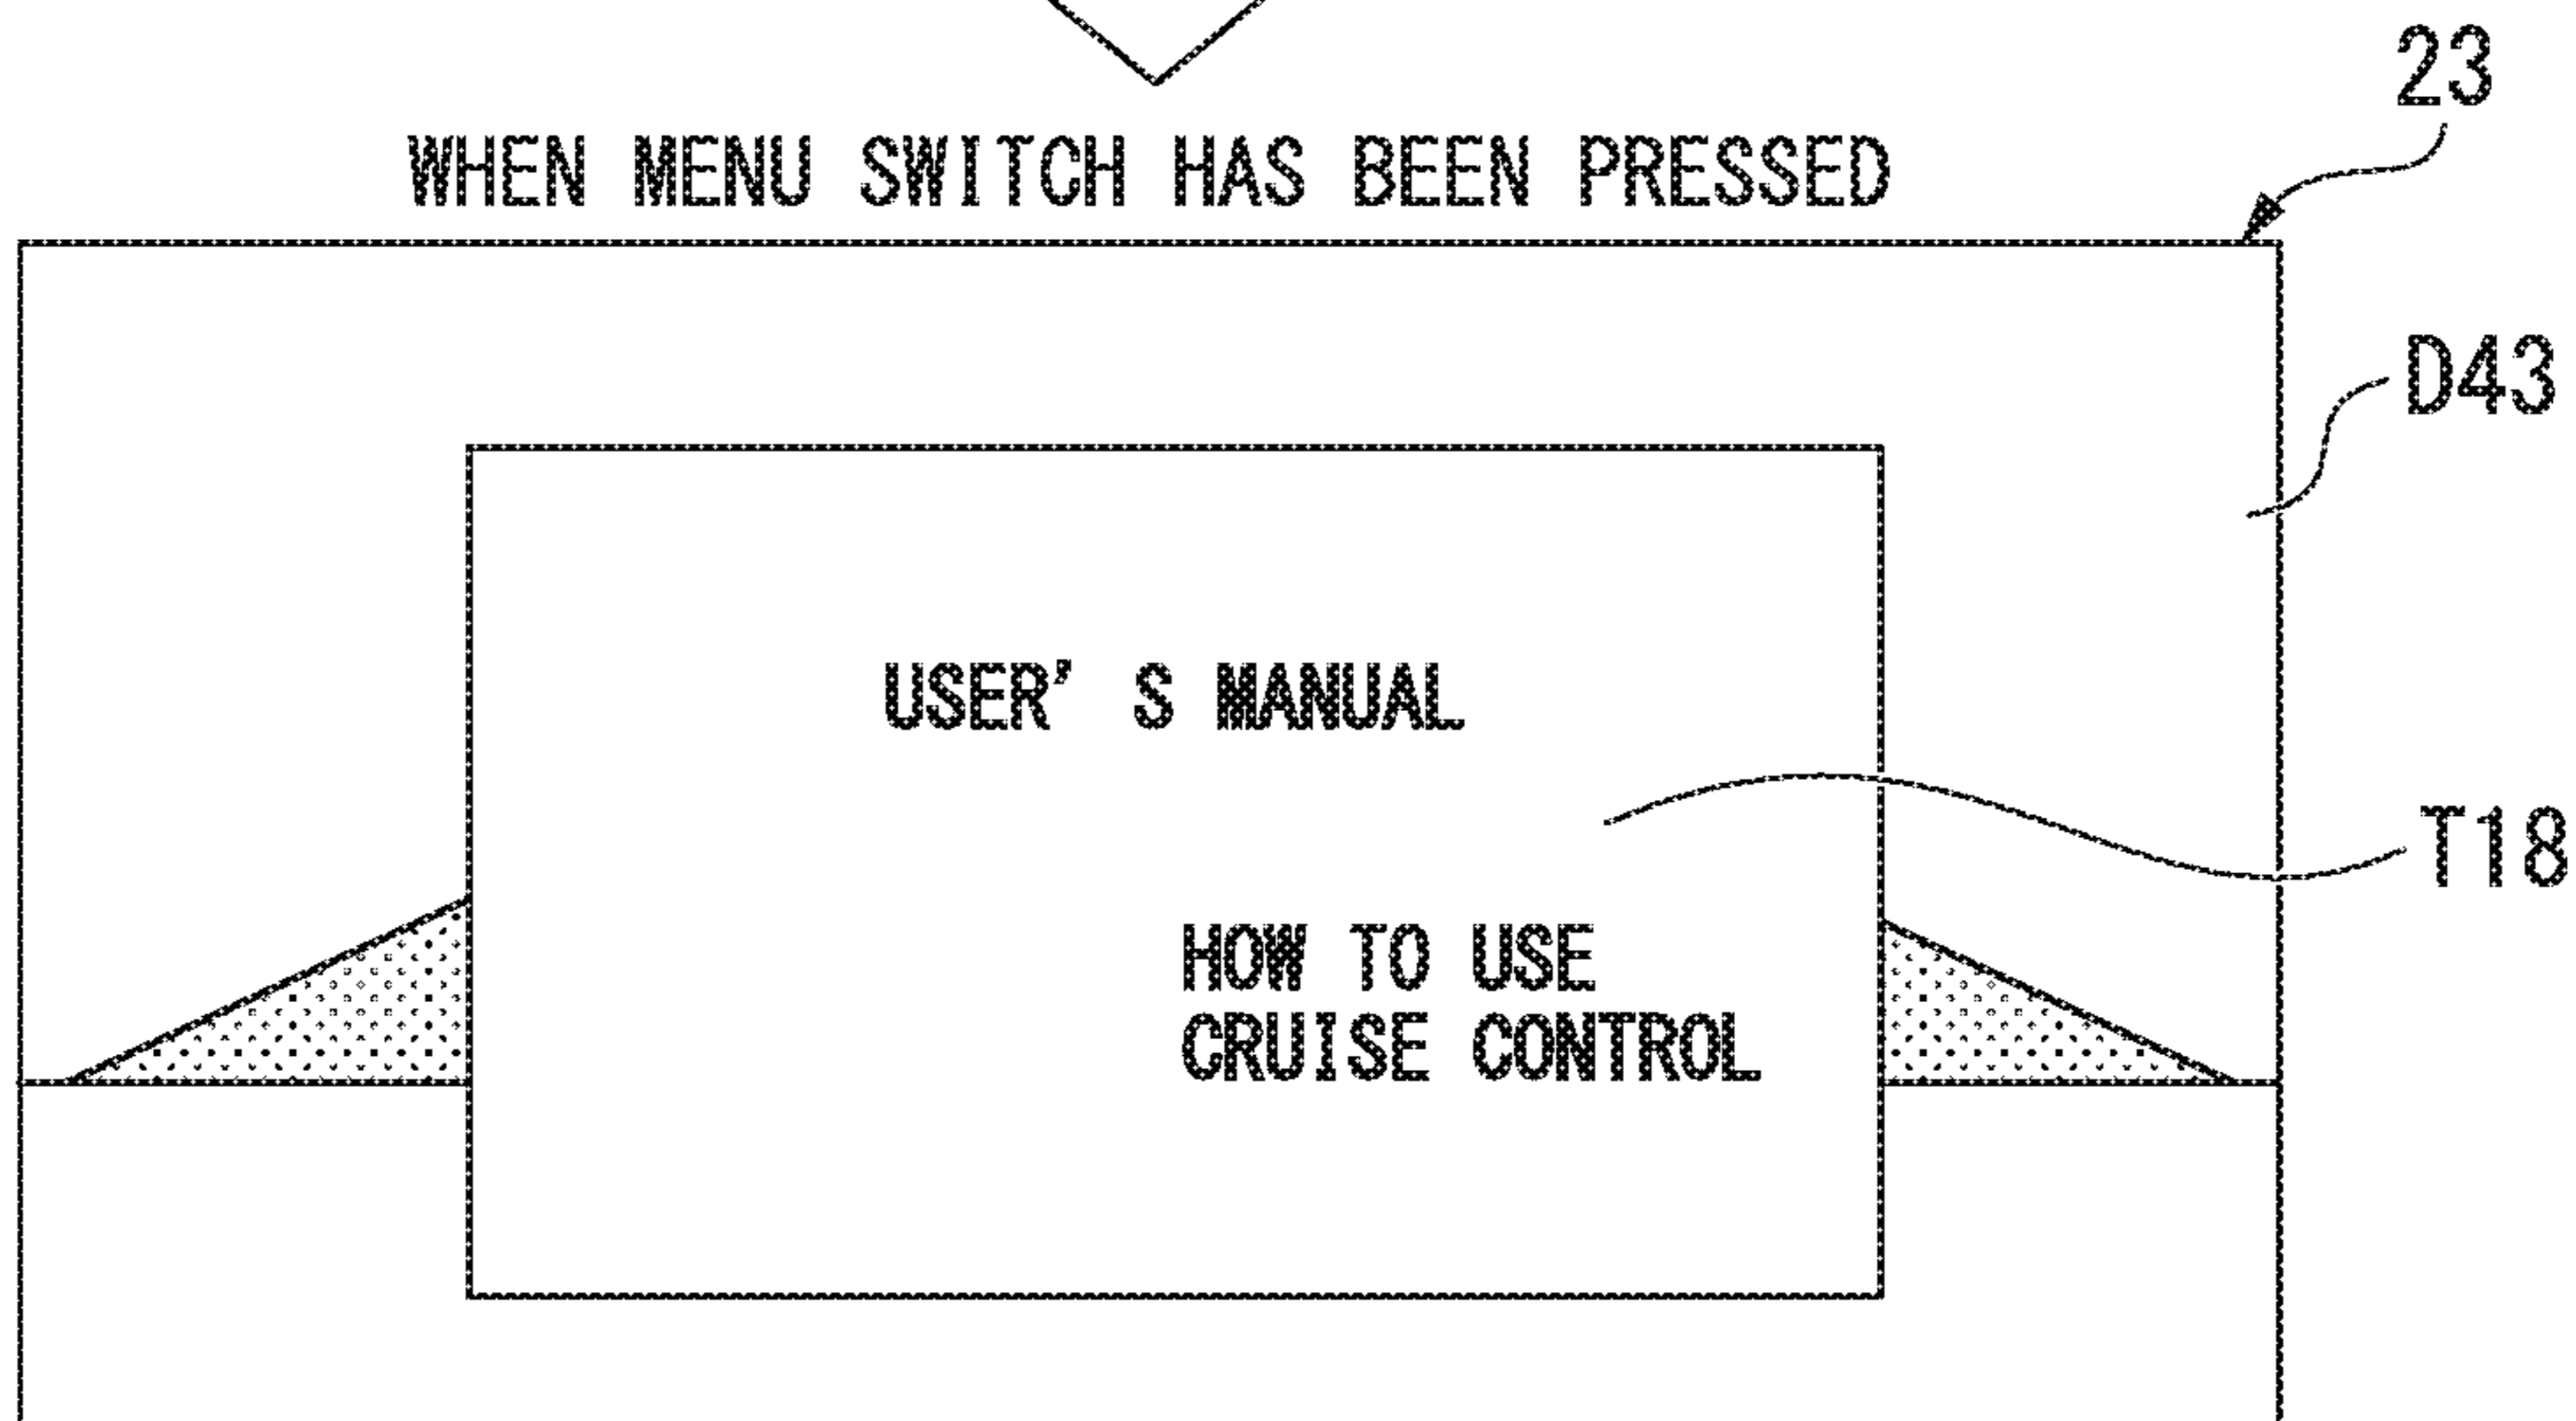 23
WHEN MENU SWITCH HAS BEEN PRESSED
D43
USER'S MANUAL
T18
HOW TO USE
CRUISE CONTROL